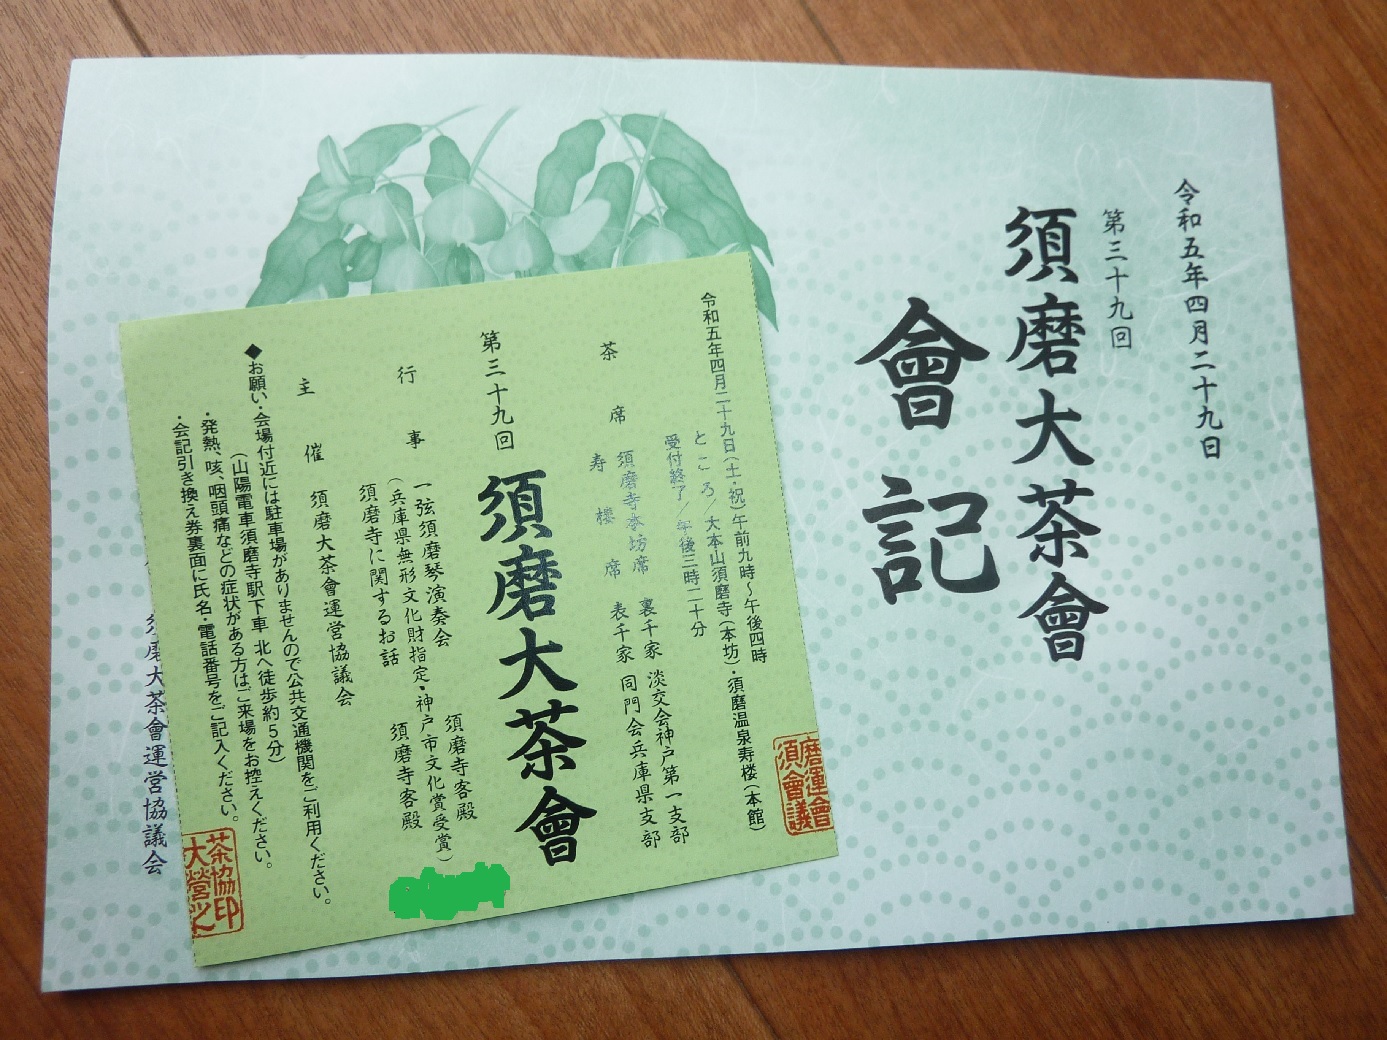 令和五年四月二十九日
第三十九回
須磨大茶會
會記
令和五年四月二十九日(土・祝)午前九時～午後四時
ところ/大本山須磨寺(本坊)・須磨温泉寿楼(本館)
受付終了/午後三時二十分
茶席
須磨寺本坊席 裏千家 淡交会神戸第一支部
寿楼席 表千家 同門会兵庫県支部
第三十九回 須磨大茶會
行事
一弦須磨琴演奏会 須磨寺客殿
(兵庫県無形文化財指定・神戸市文化賞受賞)
須磨寺に関するお話 須磨寺客殿
主催 須磨大茶會運営協議会
◆お願い・会場付近には駐車場がありませんので公共交通機関をご利用ください。
(山陽電車須磨寺駅下車 北へ徒歩約5分)
・発熱、咳、咽頭痛などの症状がある方はご来場をお控えください。
・会記引き換え券裏面に氏名・電話番号をご記入ください。
磨運會
須會議
茶協印
大營之
須磨大茶會運営協議会